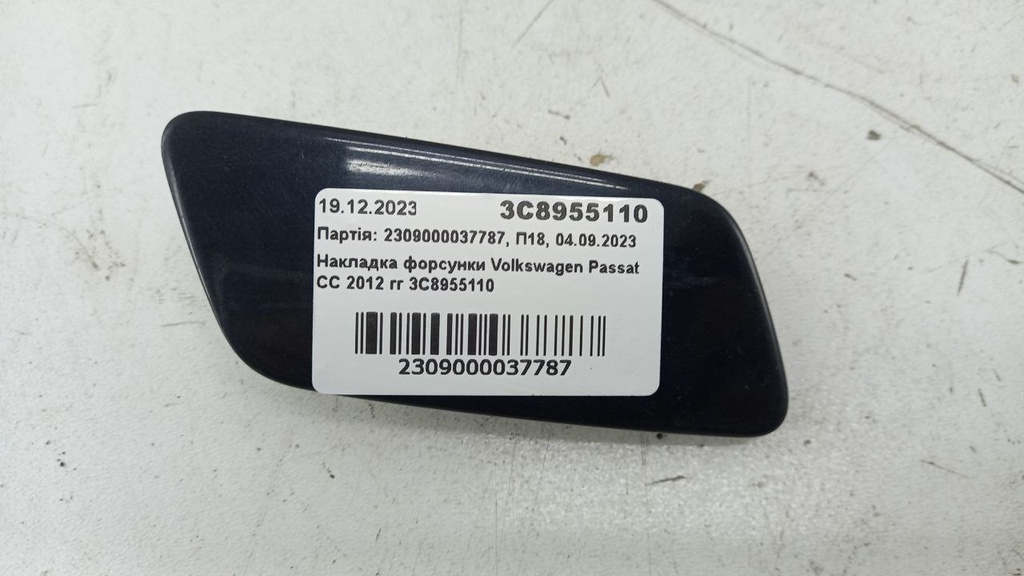 19.12.2023 3C8955110
Партія: 2309000037787, П18, 04.09.2023
Накладка форсунки Volkswagen Passat
CC 2012 гг 3C8955110
2309000037787